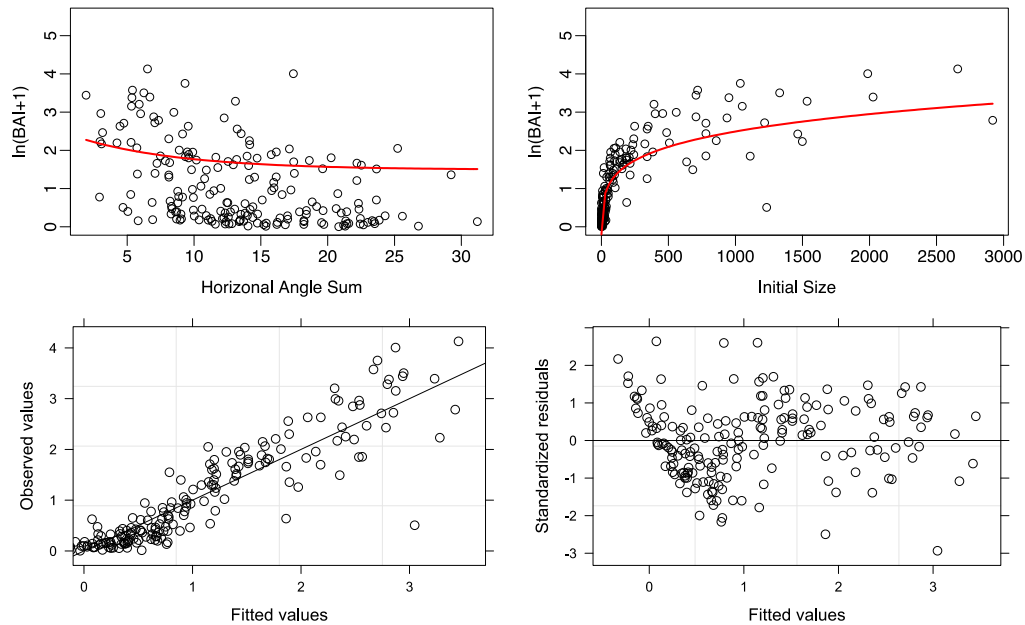 ln(BAI+1)
5
4
3
2
1
0
5 10 15 20 25 30
Horizonal Angle Sum
ln(BAI+1)
5
4
3
2
1
0
0 500 1000 1500 2000 2500 3000
Initial Size
Observed values
4
3
2
1
0
0 1 2 3
Fitted values
Standardized residuals
2
1
0
-1
-2
-3
0 1 2 3
Fitted values